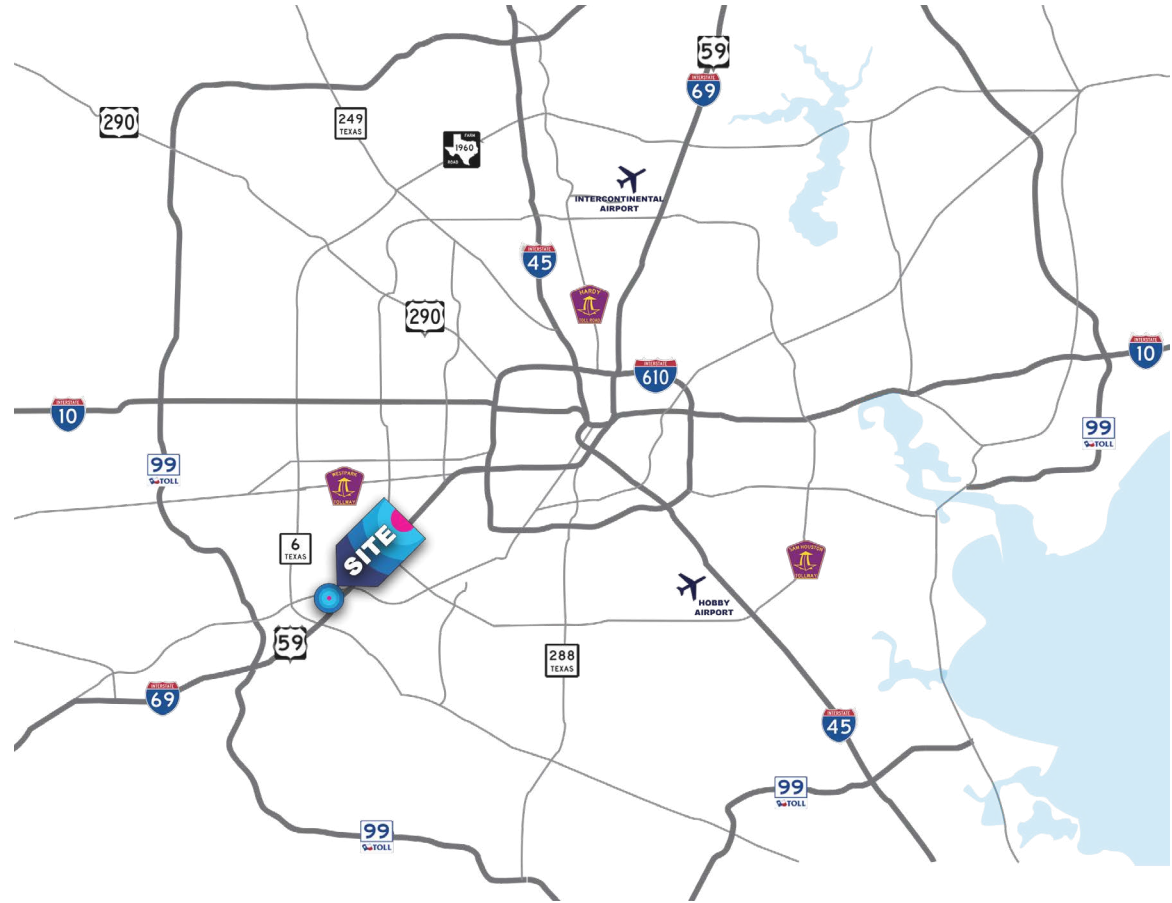 59
INTERSTATE
69
290
249
TEXAS
FARM
1960
ROAD
INTERCONTINENTAL
AIRPORT
INTERSTATE
45
HARDY
TOLL ROAD
290
INTERSTATE
10
INTERSTATE
610
INTERSTATE
10
99
TOLL
99
TOLL
WESTPARK
TOLLWAY
SITE
6
TEXAS
SAM HOUSTON
TOLLWAY
HOBBY
AIRPORT
59
288
TEXAS
INTERSTATE
69
INTERSTATE
45
99
TOLL
99
TOLL